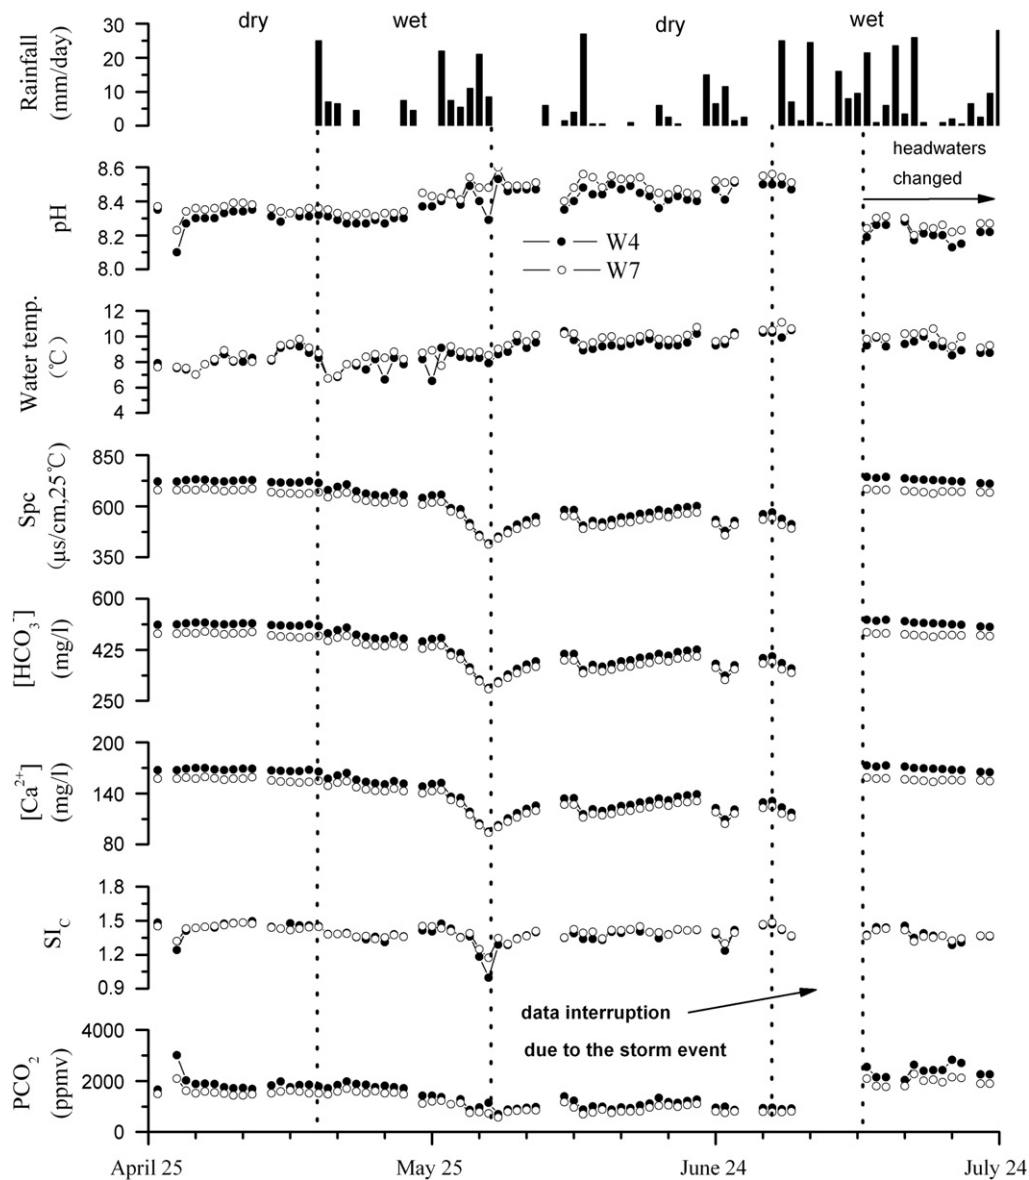 dry wet dry wet
Rainfall
(mm/day)
30
20
10
0
headwaters
changed
pH
8.6
8.4
8.2
8.0
W4
W7
Water temp.
(℃)
12
10
8
6
4
Spc
(μs/cm,25℃)
850
600
350
[HCO₃⁻]
(mg/l)
600
425
250
[Ca²⁺]
(mg/l)
200
140
80
SI_C
1.8
1.5
1.2
0.9
data interruption
due to the storm event
PCO₂
(ppmv)
4000
2000
0
April 25 May 25 June 24 July 24